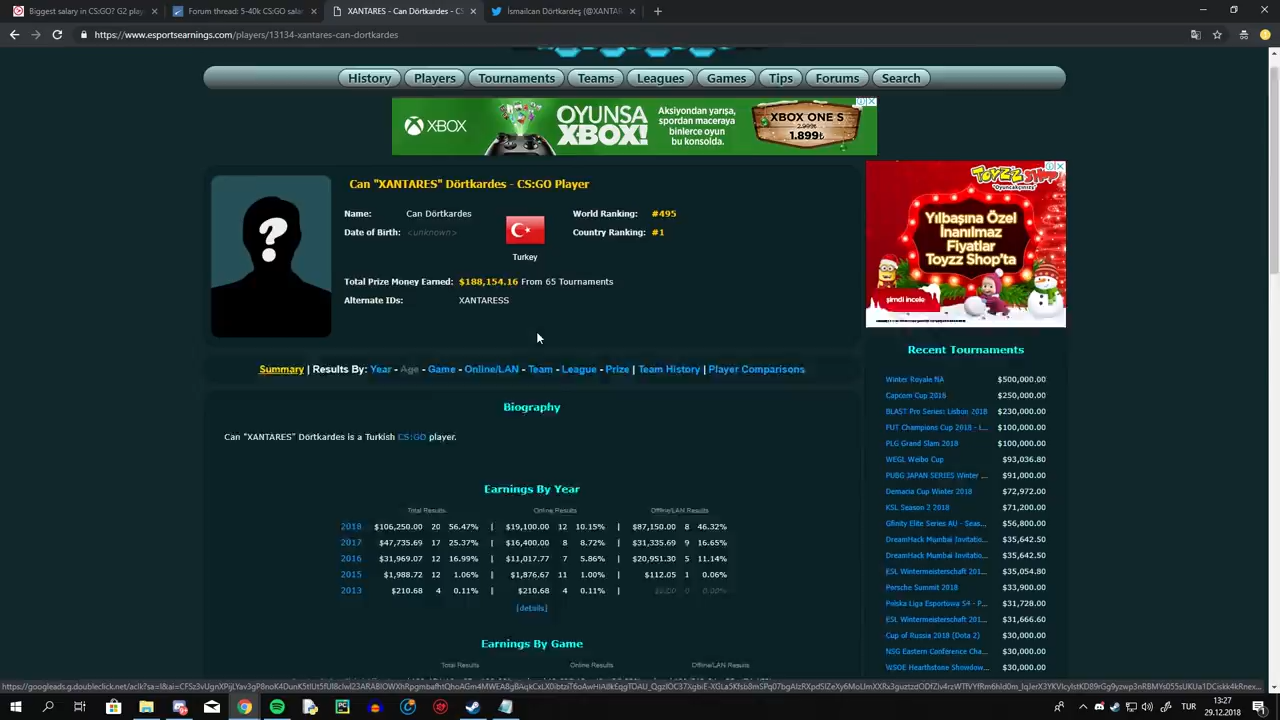 Biggest salary in CS:GO? G2 pla
Forum thread: 5-40k CS:GO salar
XANTARES - Can Dörtkardes - CS:
İsmailcan Dörtkardeş (@XANTAR
https://www.esportsearnings.com/players/13134-xantares-can-dortkardes
History Players Tournaments Teams Leagues Games Tips Forums Search
XBOX
OYUNSA XBOX!
Aksiyondan yarışa, spordan maceraya binlerce oyun bu konsolda.
XBOX ONE S
1.899₺
Can "XANTARES" Dörtkardes - CS:GO Player
Name: Can Dörtkardes
Date of Birth: <unknown>
Turkey
World Ranking: #495
Country Ranking: #1
Total Prize Money Earned: $188,154.16 From 65 Tournaments
Alternate IDs: XANTARESS
TOYZZ SHOP
Oyuncakçınız
Yılbaşına Özel
İnanılmaz
Fiyatlar
Toyzz Shop'ta
şimdi incele
Summary | Results By: Year - Age - Game - Online/LAN - Team - League - Prize | Team History | Player Comparisons
Biography
Can "XANTARES" Dörtkardes is a Turkish CS:GO player.
Earnings By Year
Total Results Online Results Offline/LAN Results
2018 $106,250.00 20 56.47% | $19,100.00 12 10.15% | $87,150.00 8 46.32%
2017 $47,735.69 17 25.37% | $16,400.00 8 8.72% | $31,335.69 9 16.65%
2016 $31,969.07 12 16.99% | $11,017.77 7 5.86% | $20,951.30 5 11.14%
2015 $1,988.72 12 1.06% | $1,876.67 11 1.00% | $112.05 1 0.06%
2013 $210.68 4 0.11% | $210.68 4 0.11% | $0.00 0 0.00%
[details]
Earnings By Game
Total Results Online Results Offline/LAN Results
Recent Tournaments
Winter Royale NA $500,000.00
Capcom Cup 2018 $250,000.00
BLAST Pro Series: Lisbon 2018 $230,000.00
FUT Champions Cup 2018 - $100,000.00
PLG Grand Slam 2018 $100,000.00
WEGL Weibo Cup $93,036.80
PUBG JAPAN SERIES Winter ... $91,000.00
Demacia Cup Winter 2018 $72,972.00
KSL Season 2 2018 $71,200.00
Gfinity Elite Series AU - Seas... $56,800.00
DreamHack Mumbai Invitatio... $35,642.50
DreamHack Mumbai Invitatio... $35,642.50
ESL Wintermeisterschaft 201... $35,054.80
Porsche Summit 2018 $33,900.00
Polska Liga Esportowa S4 - P... $31,728.00
ESL Wintermeisterschaft 201... $31,666.60
Cup of Russia 2018 (Dota 2) $30,000.00
NSG Eastern Conference Cha... $30,000.00
WSOE Hearthstone Showdow... $30,000.00
TUR
13:27
29.12.2018